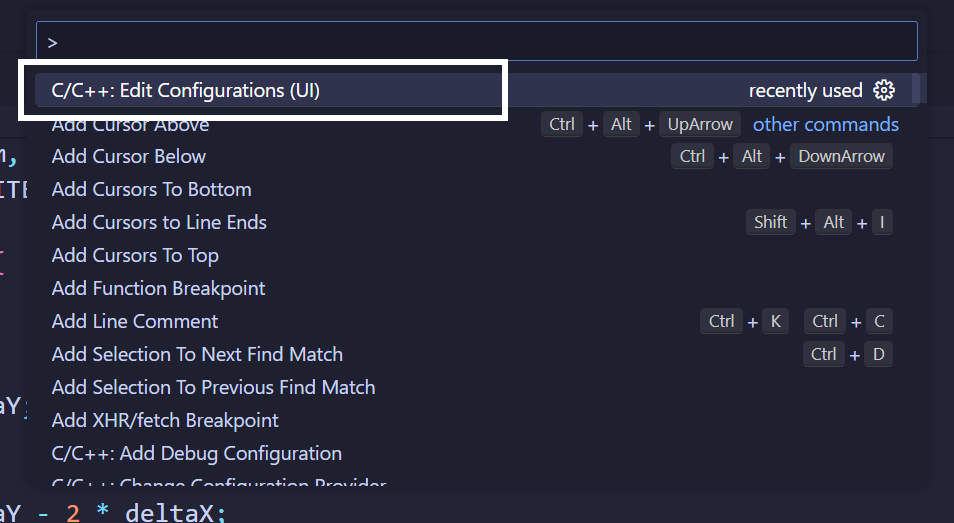 >
C/C++: Edit Configurations (UI) recently used
Add Cursor Above Ctrl + Alt + UpArrow other commands
Add Cursor Below Ctrl + Alt + DownArrow
Add Cursors To Bottom
Add Cursors to Line Ends Shift + Alt + I
Add Cursors To Top
Add Function Breakpoint
Add Line Comment Ctrl + K Ctrl + C
Add Selection To Next Find Match Ctrl + D
Add Selection To Previous Find Match
Add XHR/fetch Breakpoint
C/C++: Add Debug Configuration
C/C++: Change Configuration Provider
aY - 2 * deltaX;